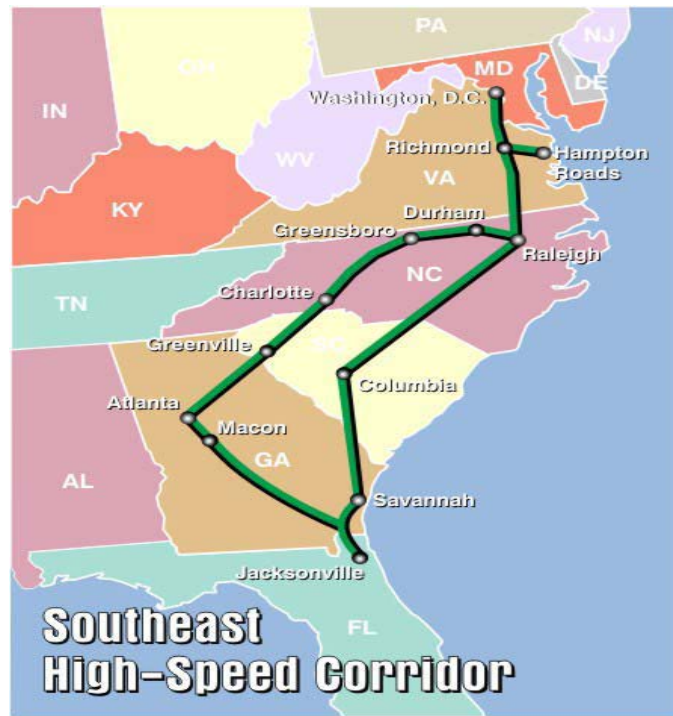 PA
NJ
OH
MD
DE
IN
Washington, D.C.
WV
Richmond
Hampton
Roads
VA
KY
Durham
Greensboro
Raleigh
NC
TN
Charlotte
Greenville
SC
Columbia
Atlanta
Macon
GA
AL
Savannah
Jacksonville
FL
Southeast
High-Speed Corridor